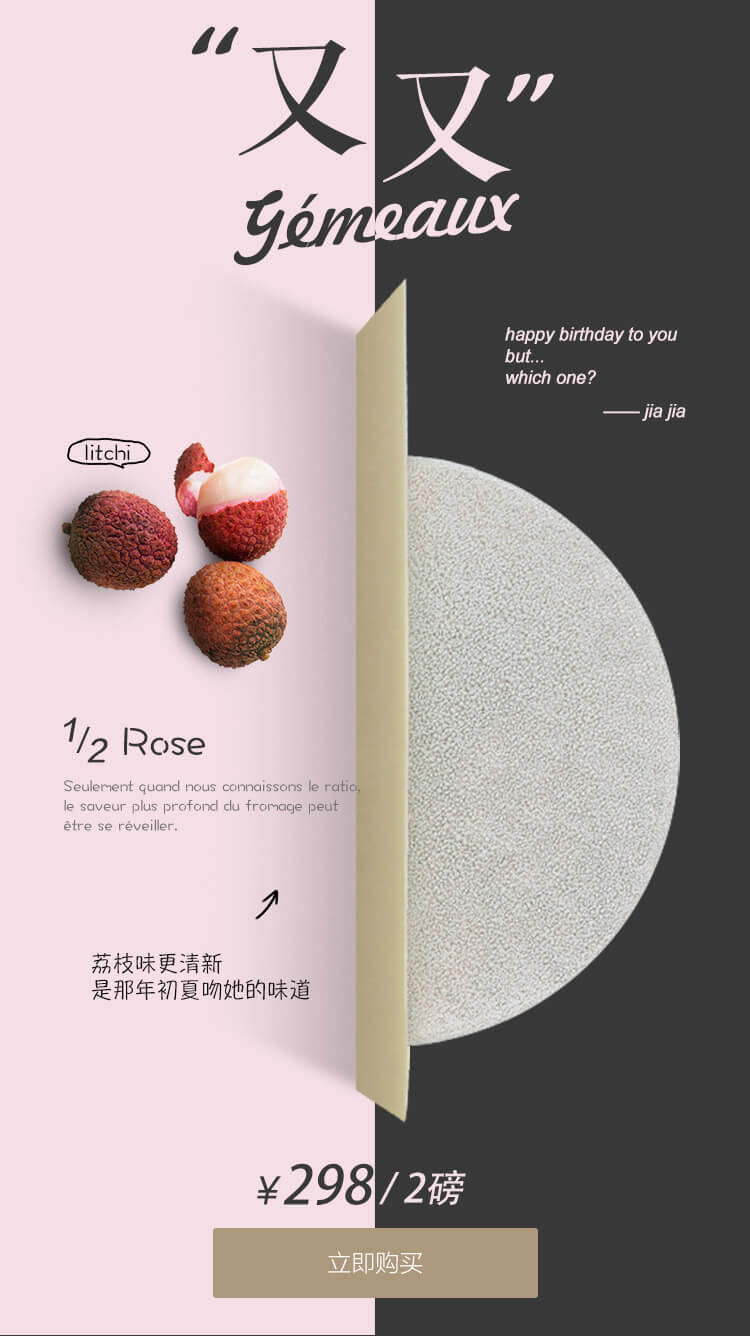 “又又”
Gémeaux
happy birthday to you
but...
which one?
—— jia jia
litchi
1/2 Rose
Seulement quand nous connaissons le ratio,
le saveur plus profond du fromage peut
être se réveiller.
荔枝味更清新
是那年初夏吻她的味道
¥298/2磅
立即购买